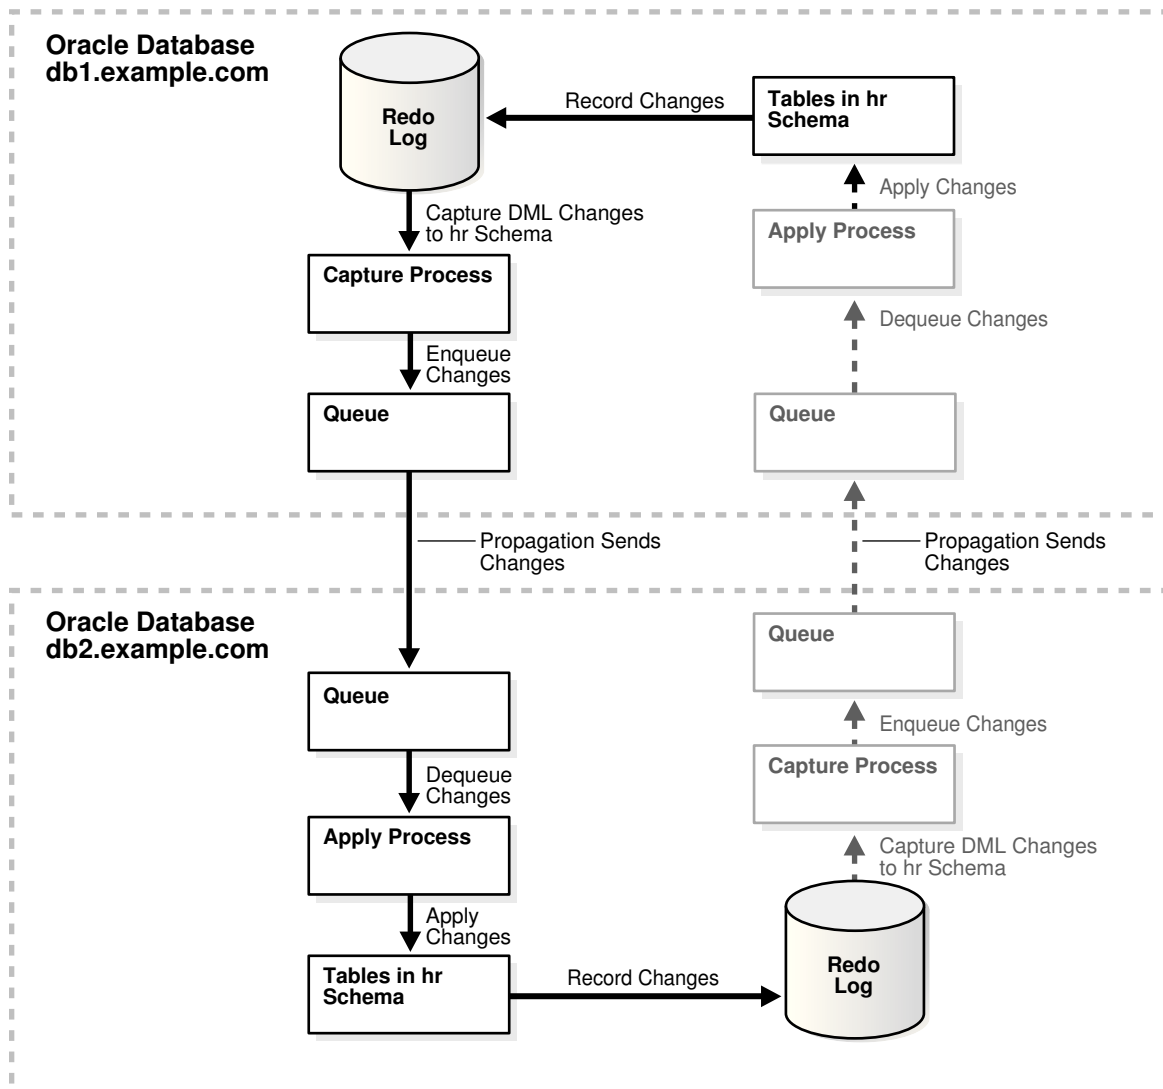 Oracle Database
db1.example.com
Redo
Log
Record Changes
Tables in hr
Schema
Apply Changes
Capture DML Changes
to hr Schema
Apply Process
Capture Process
Dequeue Changes
Enqueue
Changes
Queue
Queue
Propagation Sends
Changes
Propagation Sends
Changes
Oracle Database
db2.example.com
Queue
Queue
Enqueue Changes
Dequeue
Changes
Capture Process
Apply Process
Capture DML Changes
to hr Schema
Apply
Changes
Tables in hr
Schema
Record Changes
Redo
Log